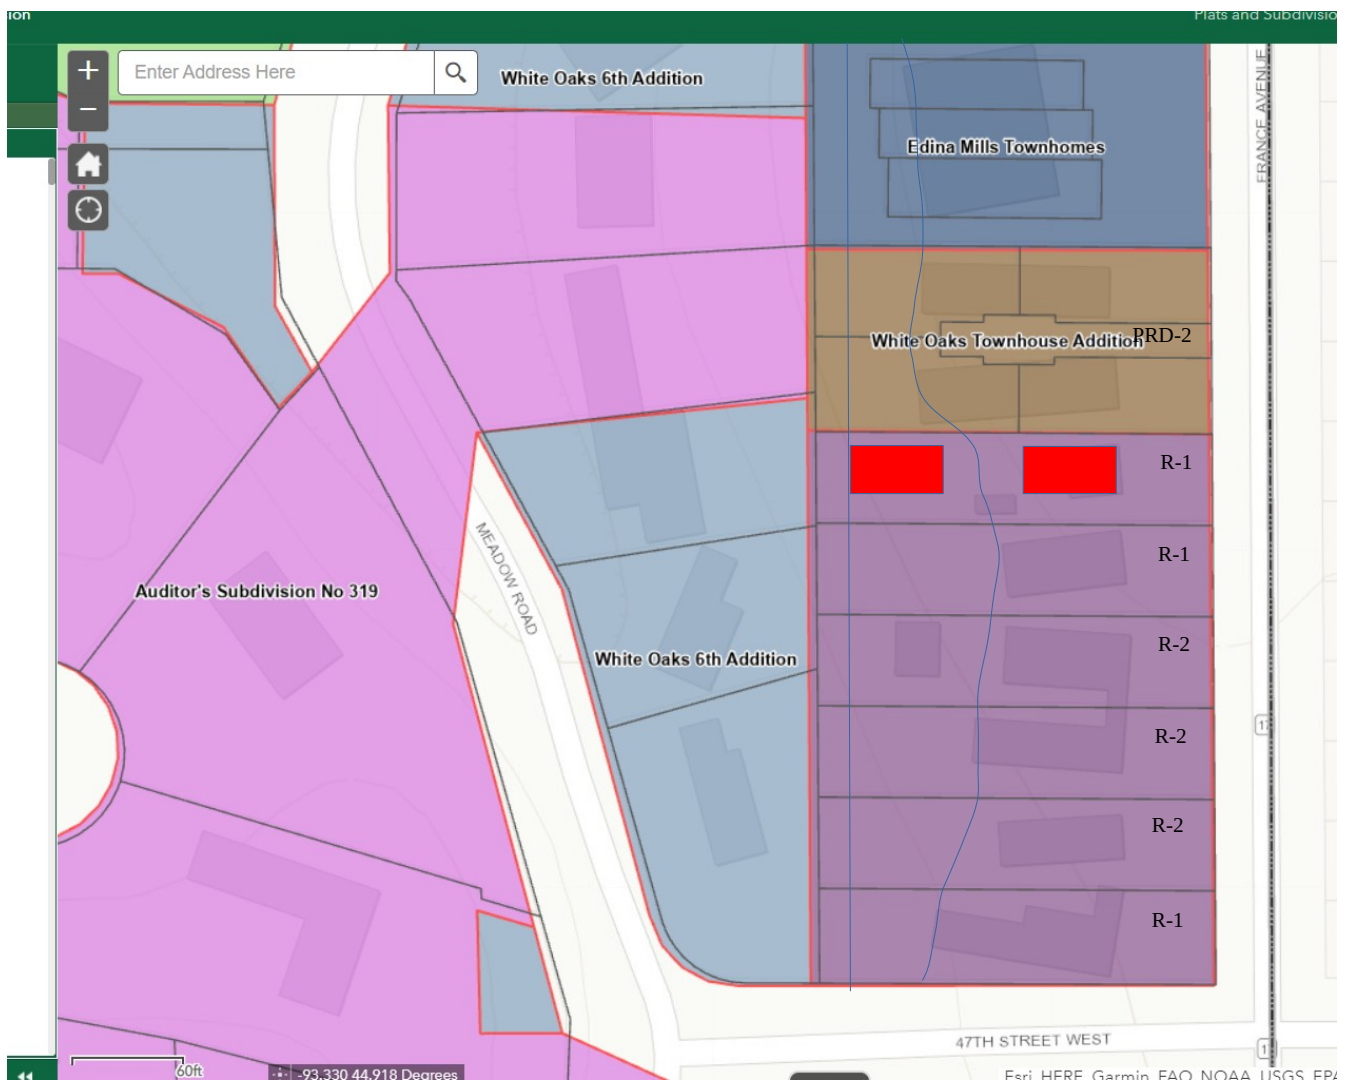 ion
Plats and Subdivisio
+
Enter Address Here
−
White Oaks 6th Addition
FRANCE AVENUE
Edina Mills Townhomes
White Oaks Townhouse Addition
PRD-2
R-1
MEADOW ROAD
R-1
Auditor's Subdivision No 319
R-2
White Oaks 6th Addition
17
R-2
R-2
R-1
47TH STREET WEST
1
60ft
-93.330 44.918 Degrees
Esri, HERE, Garmin, FAO, NOAA, USGS, EPA